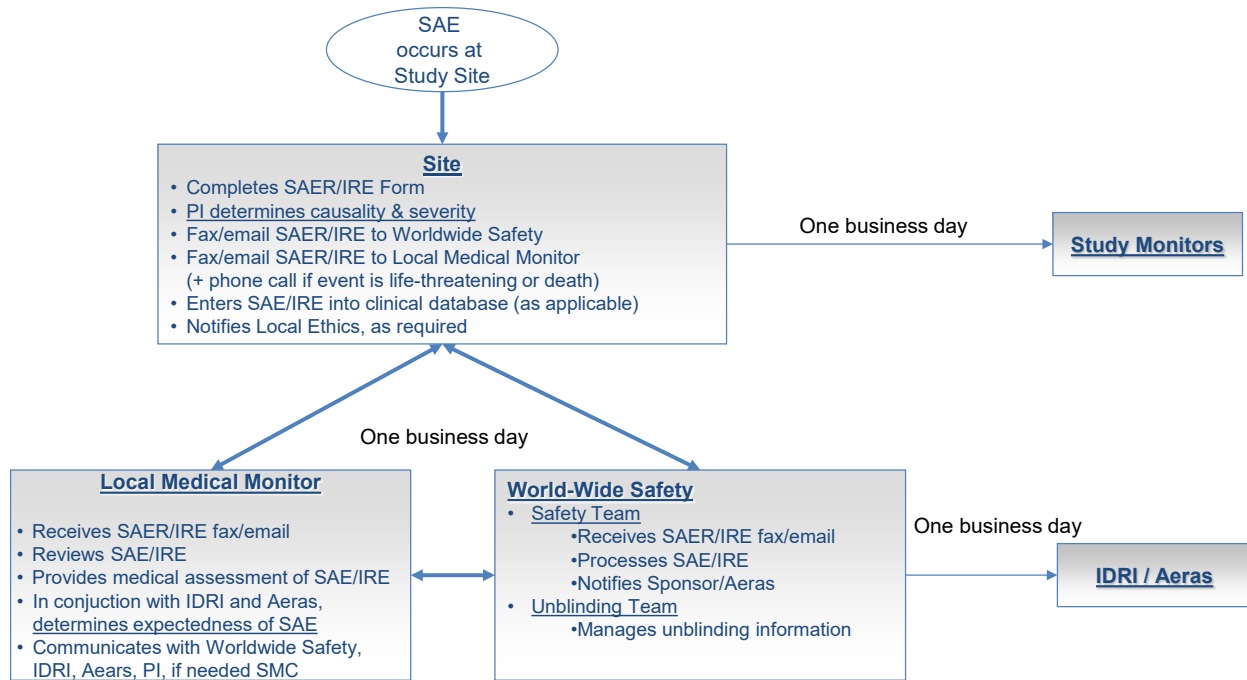 SAE
occurs at
Study Site
Site
• Completes SAER/IRE Form
• PI determines causality & severity
• Fax/email SAER/IRE to Worldwide Safety
• Fax/email SAER/IRE to Local Medical Monitor
(+ phone call if event is life-threatening or death)
• Enters SAE/IRE into clinical database (as applicable)
• Notifies Local Ethics, as required
One business day
Study Monitors
One business day
Local Medical Monitor
• Receives SAER/IRE fax/email
• Reviews SAE/IRE
• Provides medical assessment of SAE/IRE
• In conjuction with IDRI and Aeras,
determines expectedness of SAE
• Communicates with Worldwide Safety,
IDRI, Aears, PI, if needed SMC
World-Wide Safety
• Safety Team
•Receives SAER/IRE fax/email
•Processes SAE/IRE
•Notifies Sponsor/Aeras
• Unblinding Team
•Manages unblinding information
One business day
IDRI / Aeras